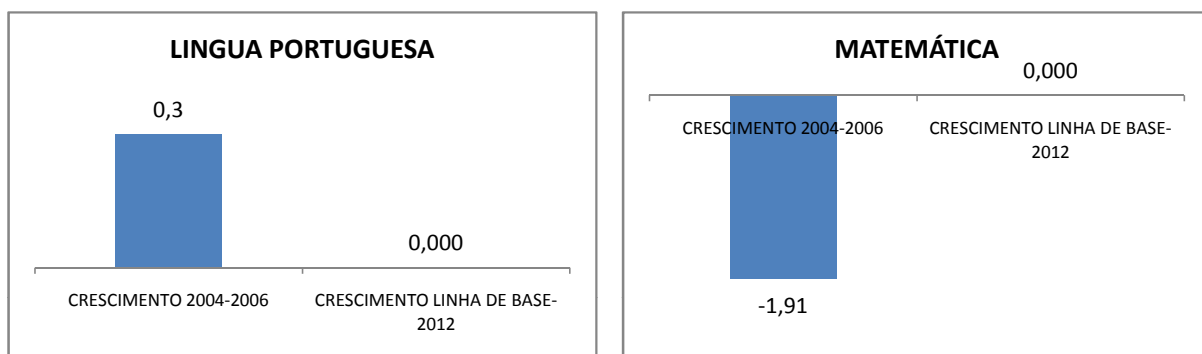 LINGUA PORTUGUESA
0,3
0,000
CRESCIMENTO 2004-2006
CRESCIMENTO LINHA DE BASE-
2012
MATEMÁTICA
0,000
CRESCIMENTO 2004-2006
CRESCIMENTO LINHA DE BASE-
2012
-1,91